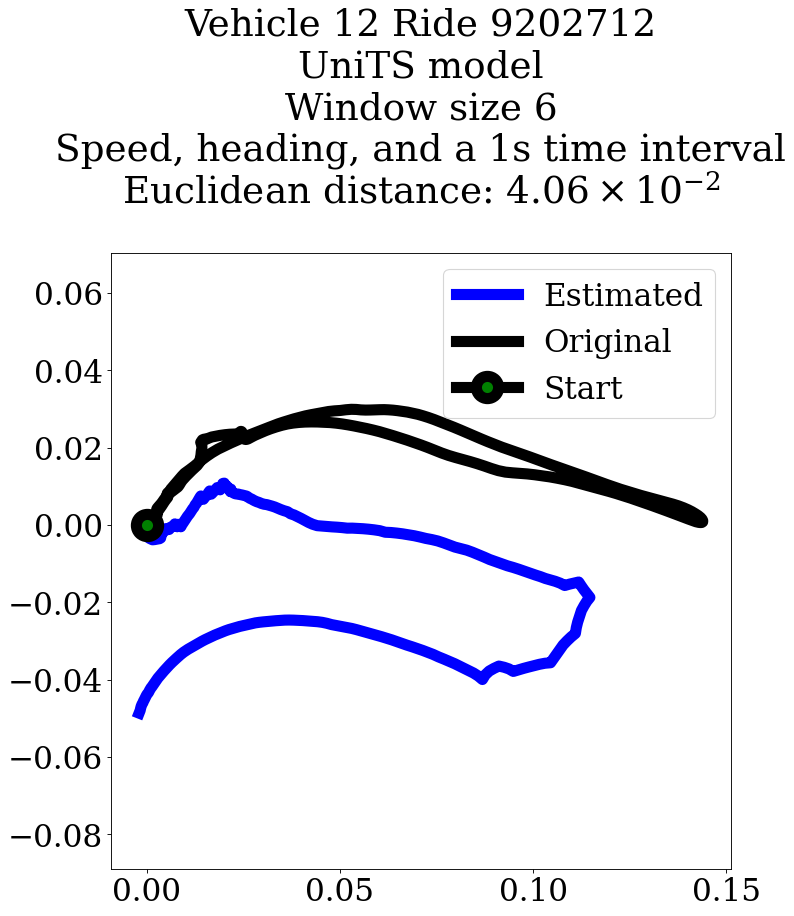 Vehicle 12 Ride 9202712
UniTS model
Window size 6
Speed, heading, and a 1s time interval
Euclidean distance: 4.06 × 10⁻²
Estimated
Original
Start
0.06
0.04
0.02
0.00
−0.02
−0.04
−0.06
−0.08
0.00 0.05 0.10 0.15